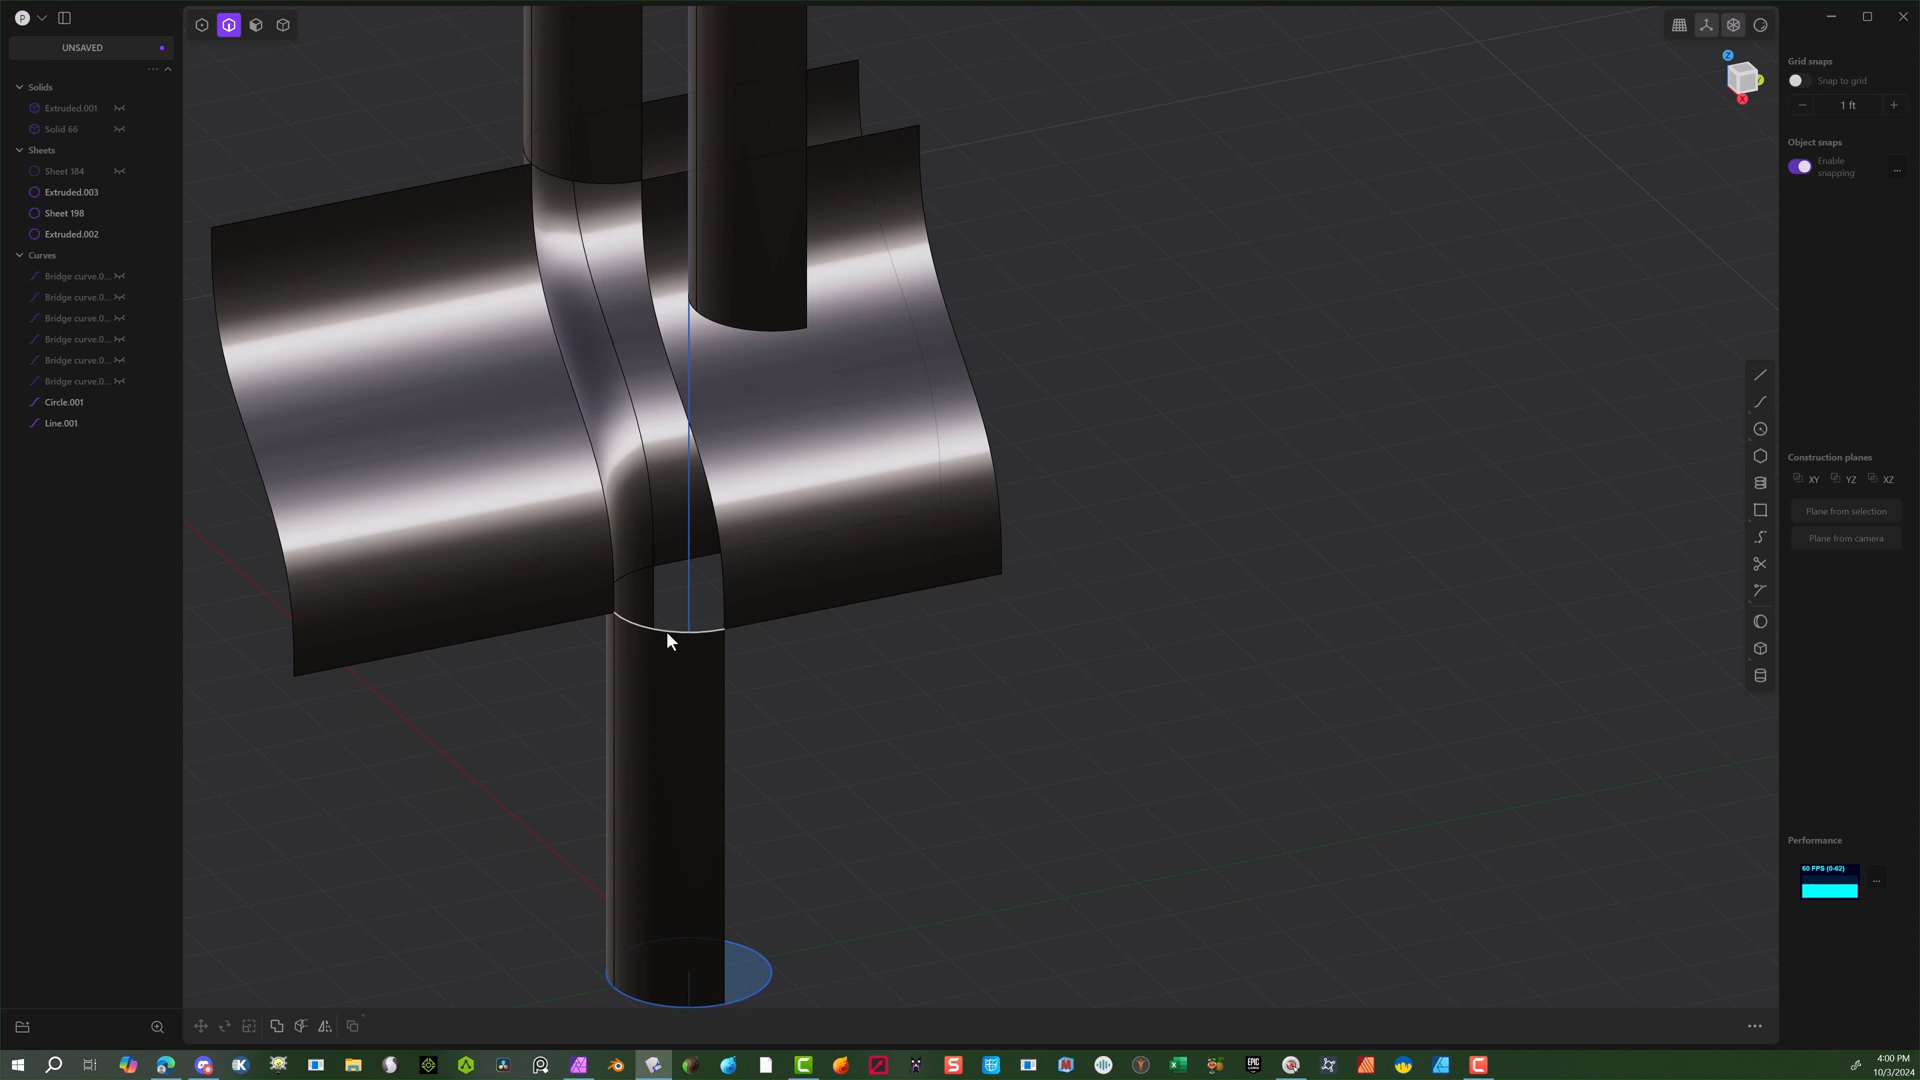 P
UNSAVED
Solids
Extruded.001
Solid 66
Sheets
Sheet 184
Extruded.003
Sheet 198
Extruded.002
Curves
Bridge curve.0...
Bridge curve.0...
Bridge curve.0...
Bridge curve.0...
Bridge curve.0...
Bridge curve.0...
Circle.001
Line.001
Z
Y
X
Grid snaps
Snap to grid
1 ft
Object snaps
Enable
snapping
...
Construction planes
XY YZ XZ
Plane from selection
Plane from camera
Performance
60 FPS (0-62)
...
4:00 PM
10/3/2024